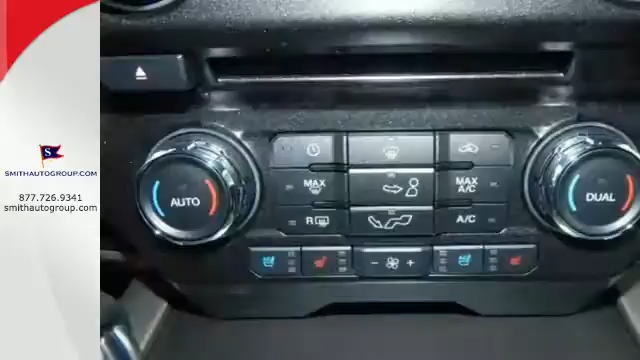 S
SMITHAUTOGROUP.COM
877.726.9341
smithautogroup.com
MAX
MAX
A/C
AUTO
DUAL
R
A/C
- +